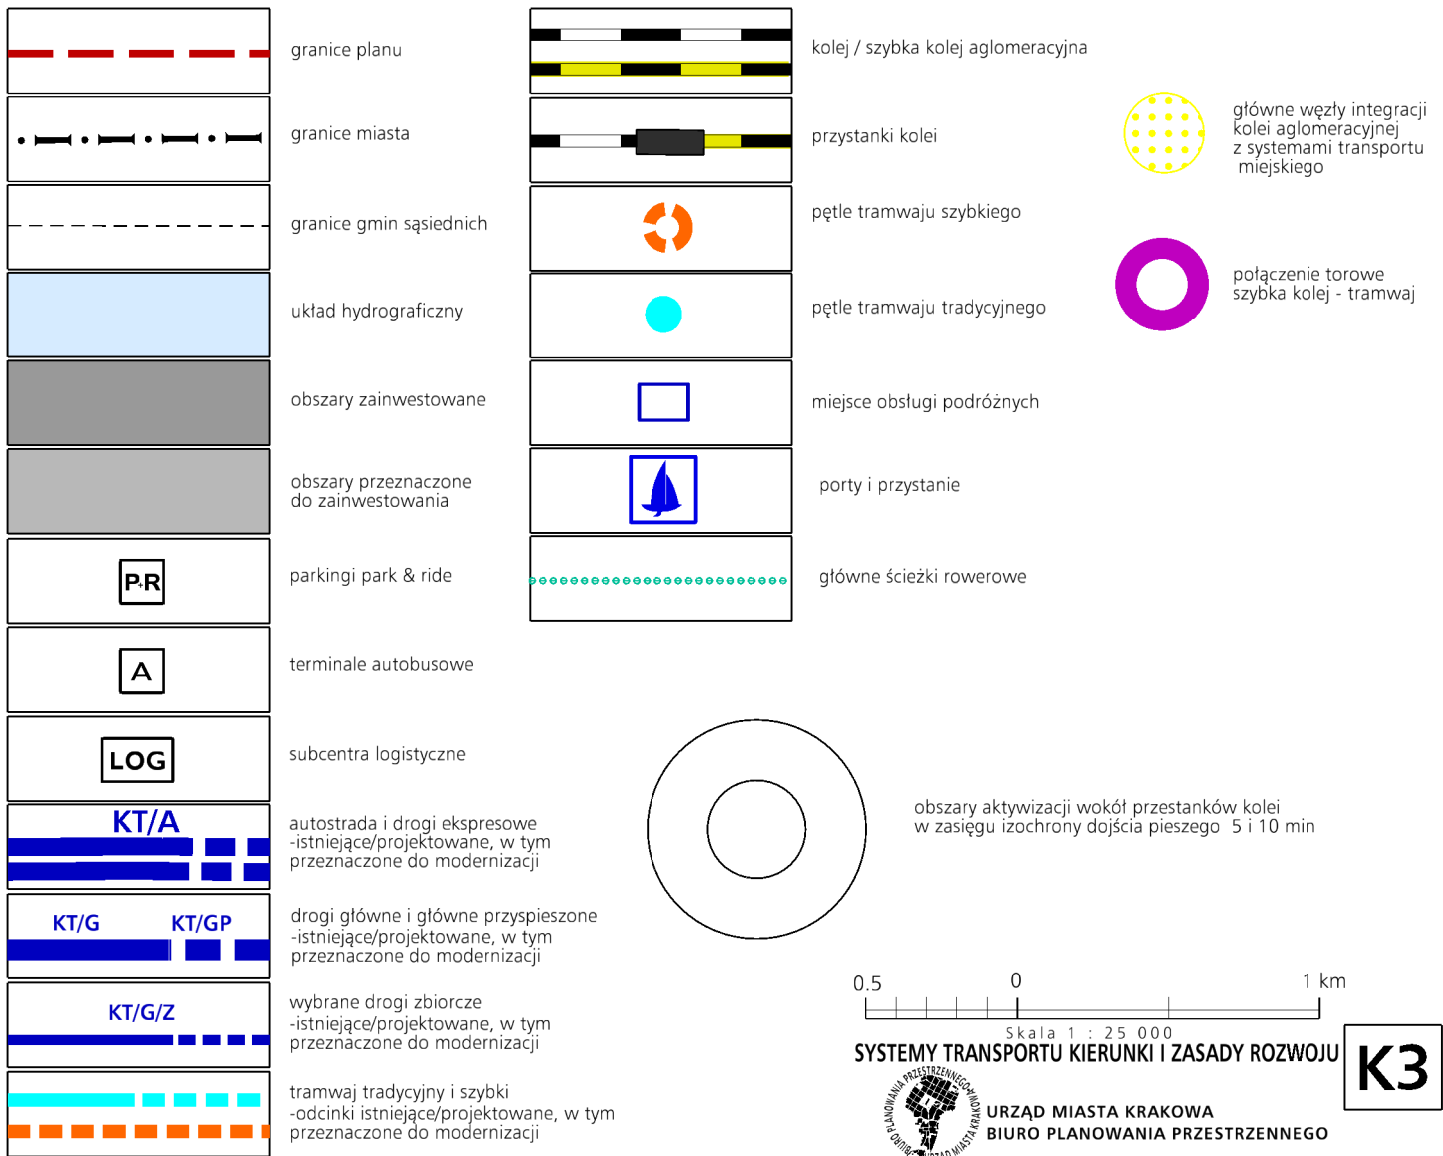 granice planu
granice miasta
granice gmin sąsiednich
układ hydrograficzny
obszary zainwestowane
obszary przeznaczone
do zainwestowania
P+R
parkingi park & ride
A
terminale autobusowe
LOG
subcentra logistyczne
KT/A
autostrada i drogi ekspresowe
-istniejące/projektowane, w tym
przeznaczone do modernizacji
KT/G KT/GP
drogi główne i główne przyspieszone
-istniejące/projektowane, w tym
przeznaczone do modernizacji
KT/G/Z
wybrane drogi zbiorcze
-istniejące/projektowane, w tym
przeznaczone do modernizacji
tramwaj tradycyjny i szybki
-odcinki istniejące/projektowane, w tym
przeznaczone do modernizacji
kolej / szybka kolej aglomeracyjna
przystanki kolei
pętle tramwaju szybkiego
pętle tramwaju tradycyjnego
miejsce obsługi podróżnych
porty i przystanie
główne ścieżki rowerowe
główne węzły integracji
kolei aglomeracyjnej
z systemami transportu
miejskiego
połączenie torowe
szybka kolej - tramwaj
obszary aktywizacji wokół przestanków kolei
w zasięgu izochrony dojścia pieszego 5 i 10 min
0.5 0 1 km
Skala 1 : 25 000
SYSTEMY TRANSPORTU KIERUNKI I ZASADY ROZWOJU
K3
BIURO PLANOWANIA PRZESTRZENNEGO
URZĄD MIASTA KRAKOWA
URZĄD MIASTA KRAKOWA
BIURO PLANOWANIA PRZESTRZENNEGO